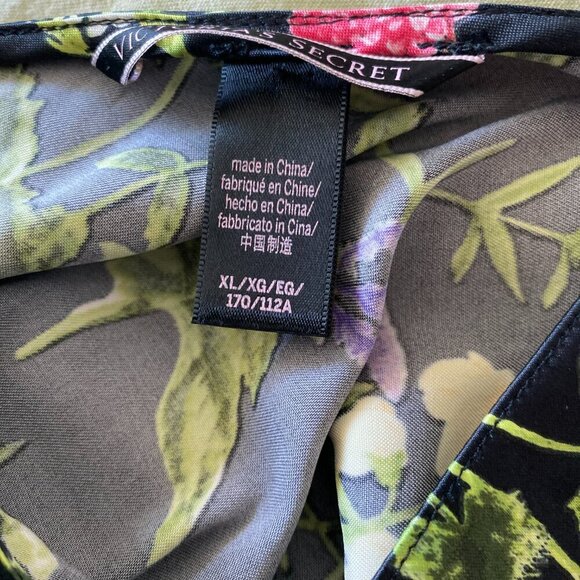 VICTORIA'S SECRET
made in China/
fabriqué en Chine/
hecho en China/
fabbricato in Cina/
中国制造
XL/XG/EG/
170/112A